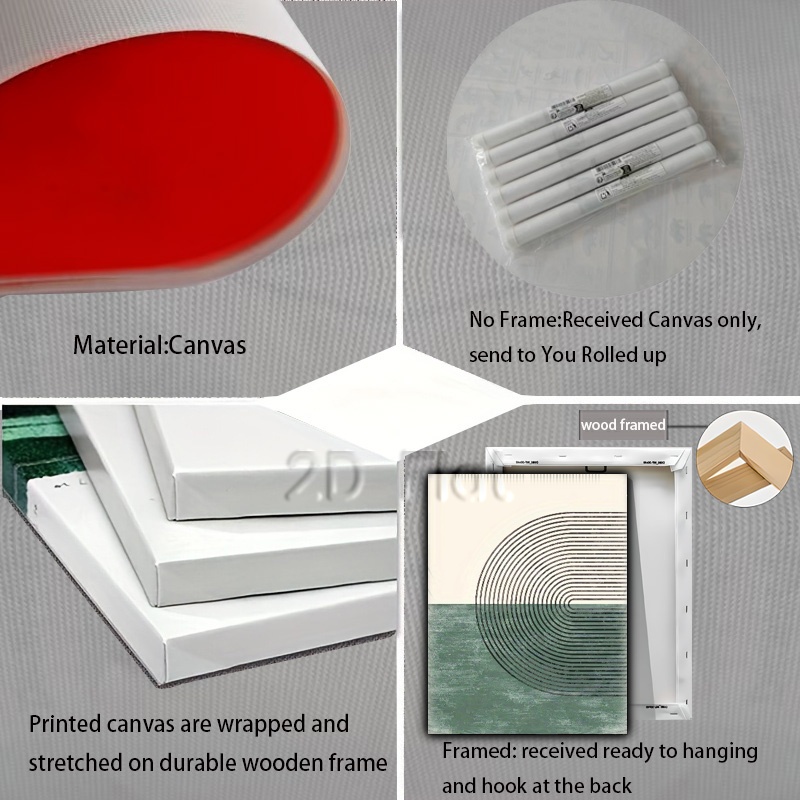 Material:Canvas
No Frame:Received Canvas only,
send to You Rolled up
wood framed
2D Flat
Printed canvas are wrapped and
stretched on durable wooden frame
Framed: received ready to hanging
and hook at the back